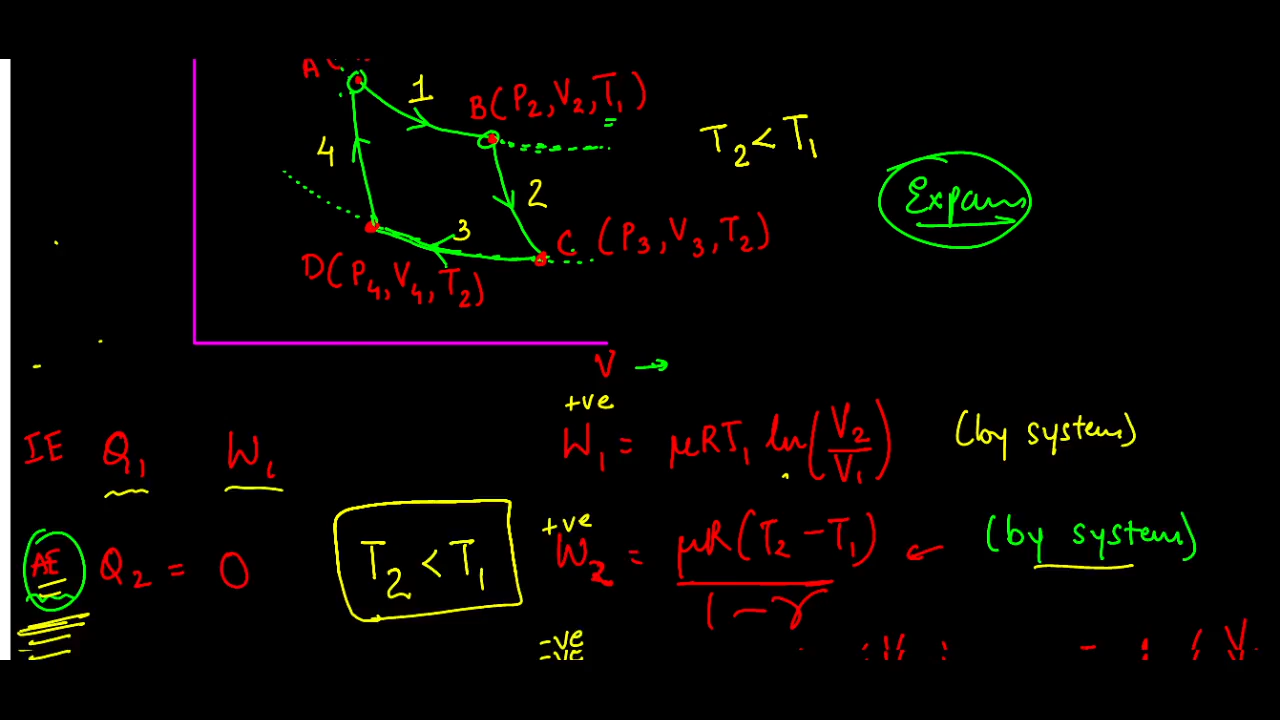 A
1
B(P₂, V₂, T₁)
T₂ < T₁
4
Expans
2
3
C (P₃, V₃, T₂)
D(P₄, V₄, T₂)
V →
+ve
IE Q₁ W₁
W₁ = μRT₁ ln(V₂/V₁) (by system)
+ve
AE Q₂ = 0
T₂ < T₁
W₂ = μR(T₂ - T₁)/(1 - γ) (by system)
-ve
-ve